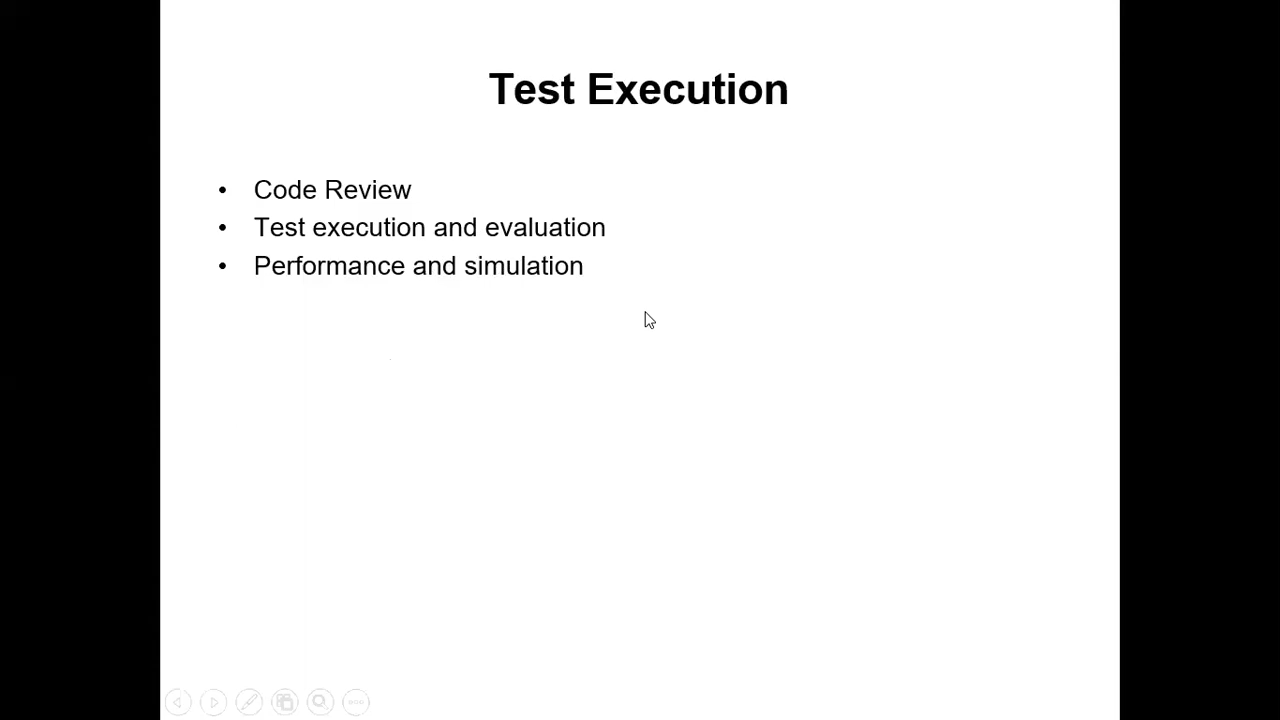 Test Execution
• Code Review
• Test execution and evaluation
• Performance and simulation